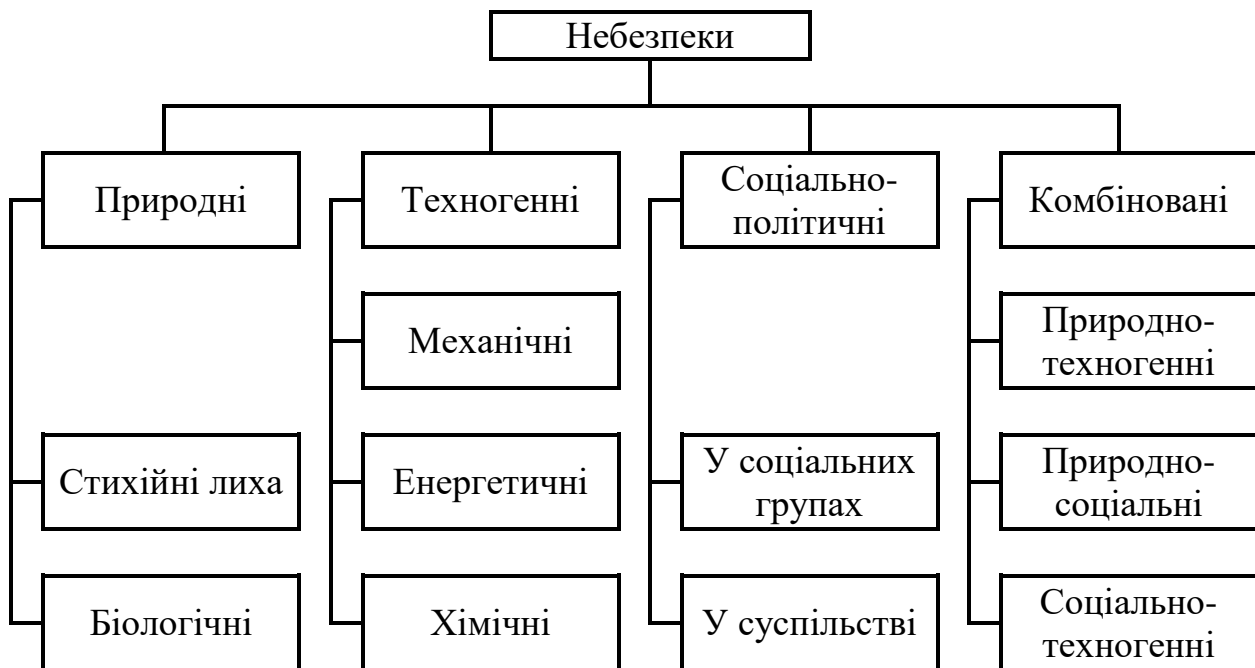 Небезпеки
Природні
Техногенні
Соціально-
політичні
Комбіновані
Механічні
Природно-
техногенні
Стихійні лиха
Енергетичні
У соціальних
групах
Природно-
соціальні
Біологічні
Хімічні
У суспільстві
Соціально-
техногенні